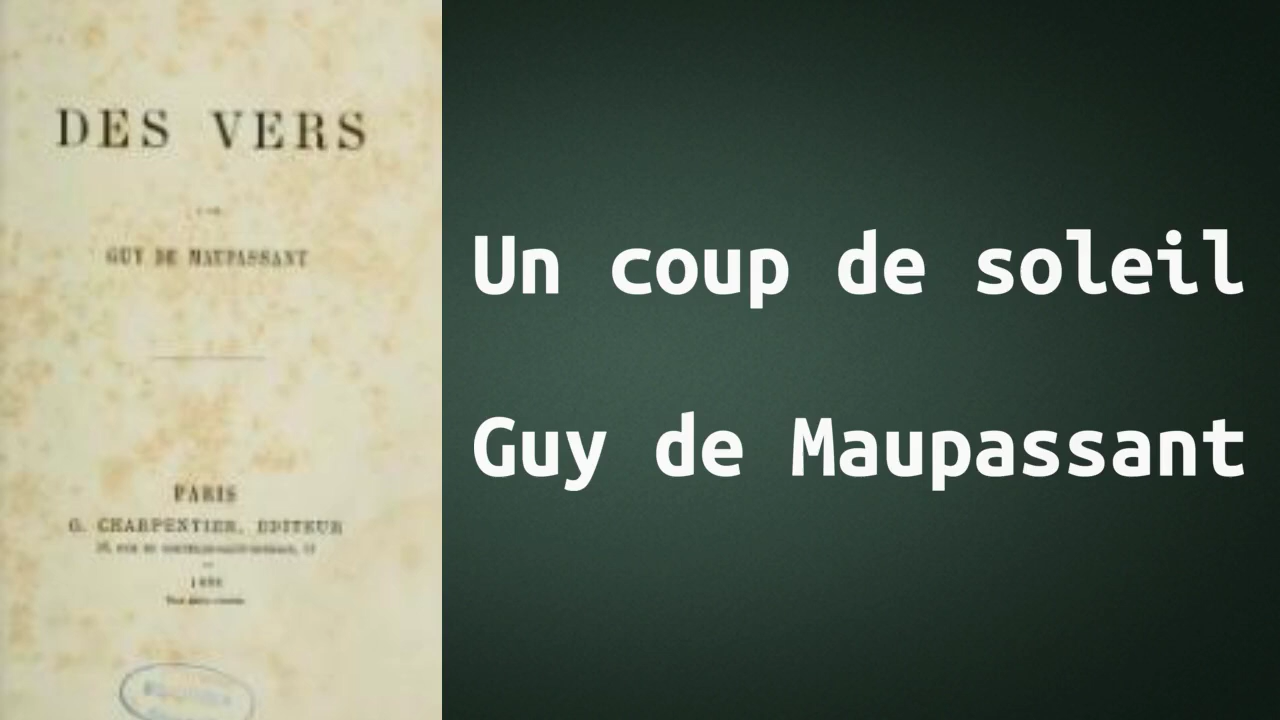 DES VERS
GUY DE MAUPASSANT
PARIS
G. CHARPENTIER, EDITEUR
Un coup de soleil
Guy de Maupassant